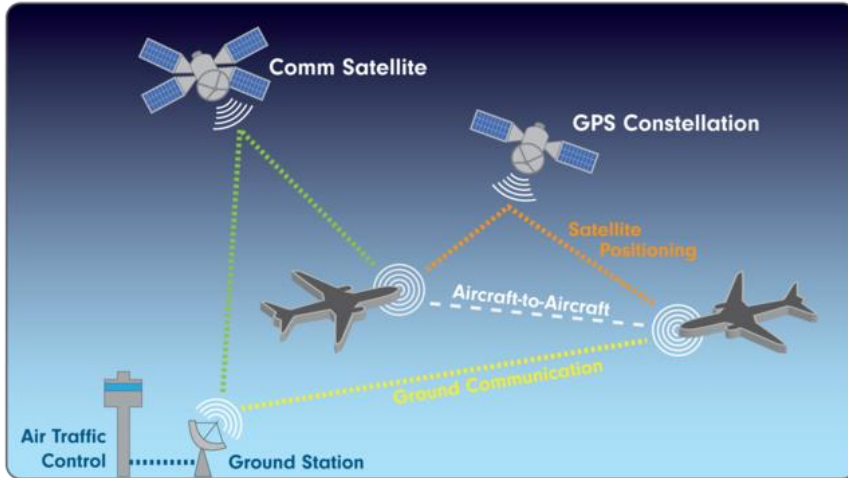 Comm Satellite
GPS Constellation
Satellite
Positioning
Aircraft-to-Aircraft
Ground Communication
Air Traffic
Control
Ground Station